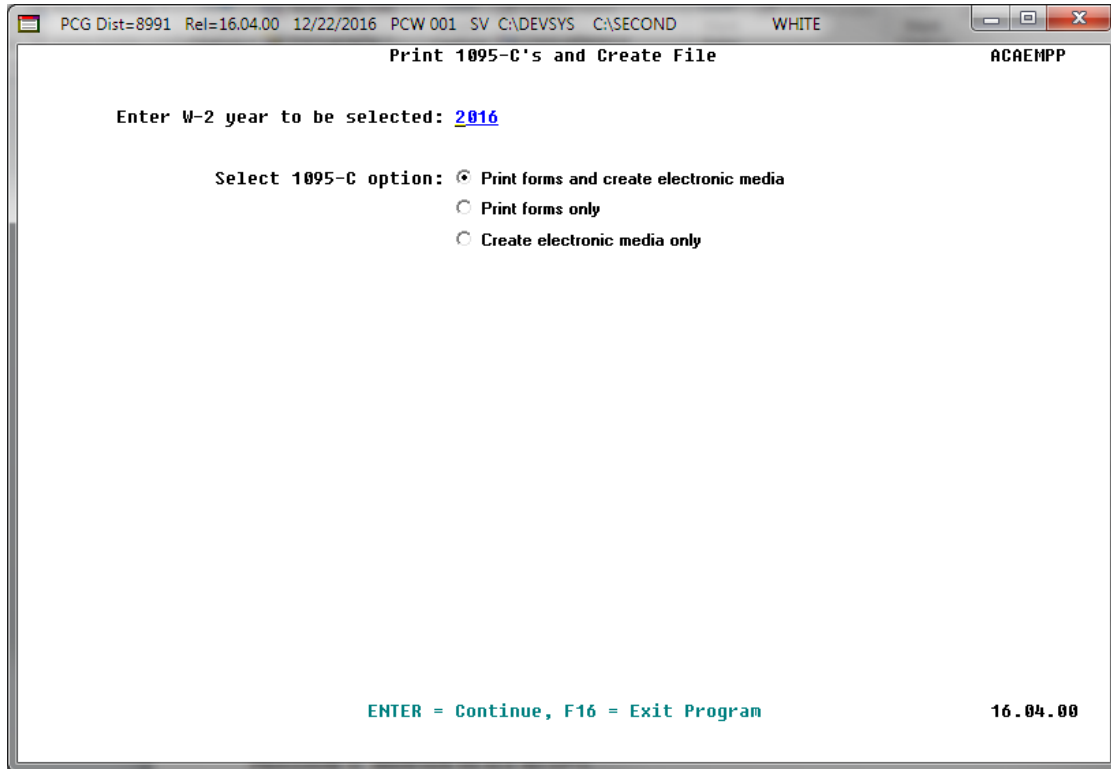 PCG Dist=8991 Rel=16.04.00 12/22/2016 PCW 001 SV C:\DEVSYS C:\SECOND WHITE
Print 1095-C's and Create File ACAEMPP
Enter W-2 year to be selected: 2016
Select 1095-C option: Print forms and create electronic media
Print forms only
Create electronic media only
ENTER = Continue, F16 = Exit Program 16.04.00